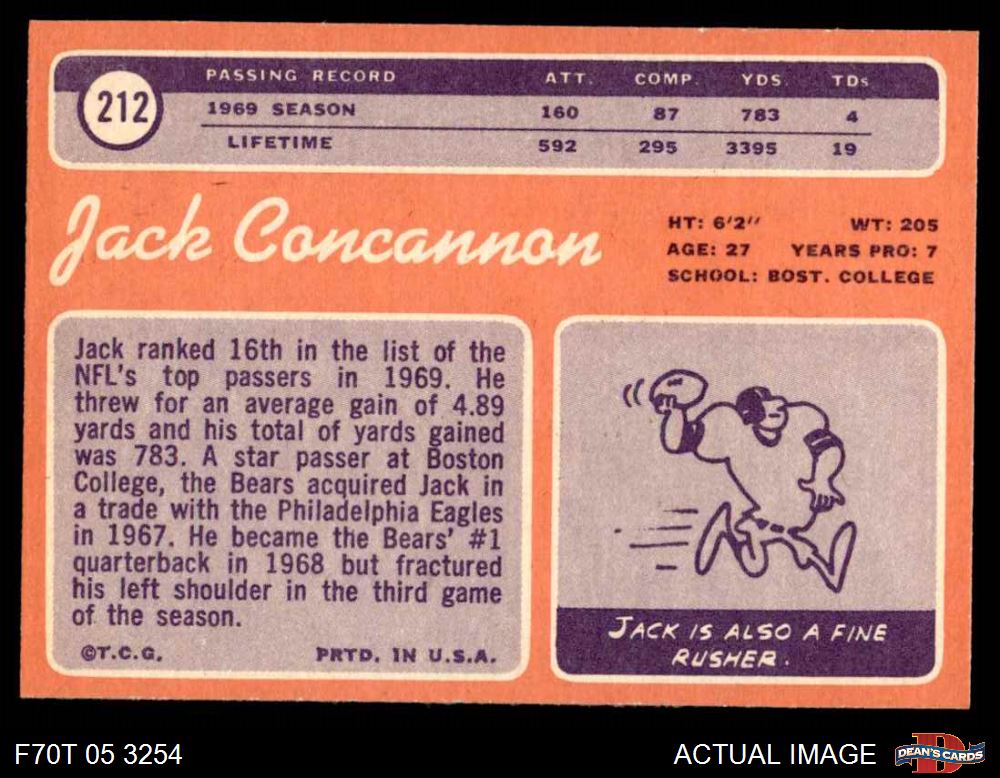 212
PASSING RECORD ATT. COMP. YDS. TDs
1969 SEASON 160 87 783 4
LIFETIME 592 295 3395 19
Jack Concannon
HT: 6'2" WT: 205
AGE: 27 YEARS PRO: 7
SCHOOL: BOST. COLLEGE
Jack ranked 16th in the list of the
NFL's top passers in 1969. He
threw for an average gain of 4.89
yards and his total of yards gained
was 783. A star passer at Boston
College, the Bears acquired Jack in
a trade with the Philadelphia Eagles
in 1967. He became the Bears' #1
quarterback in 1968 but fractured
his left shoulder in the third game
of the season.
©T.C.G. PRTD. IN U.S.A.
JACK IS ALSO A FINE
RUSHER.
F70T 05 3254
ACTUAL IMAGE
DEAN'S CARDS